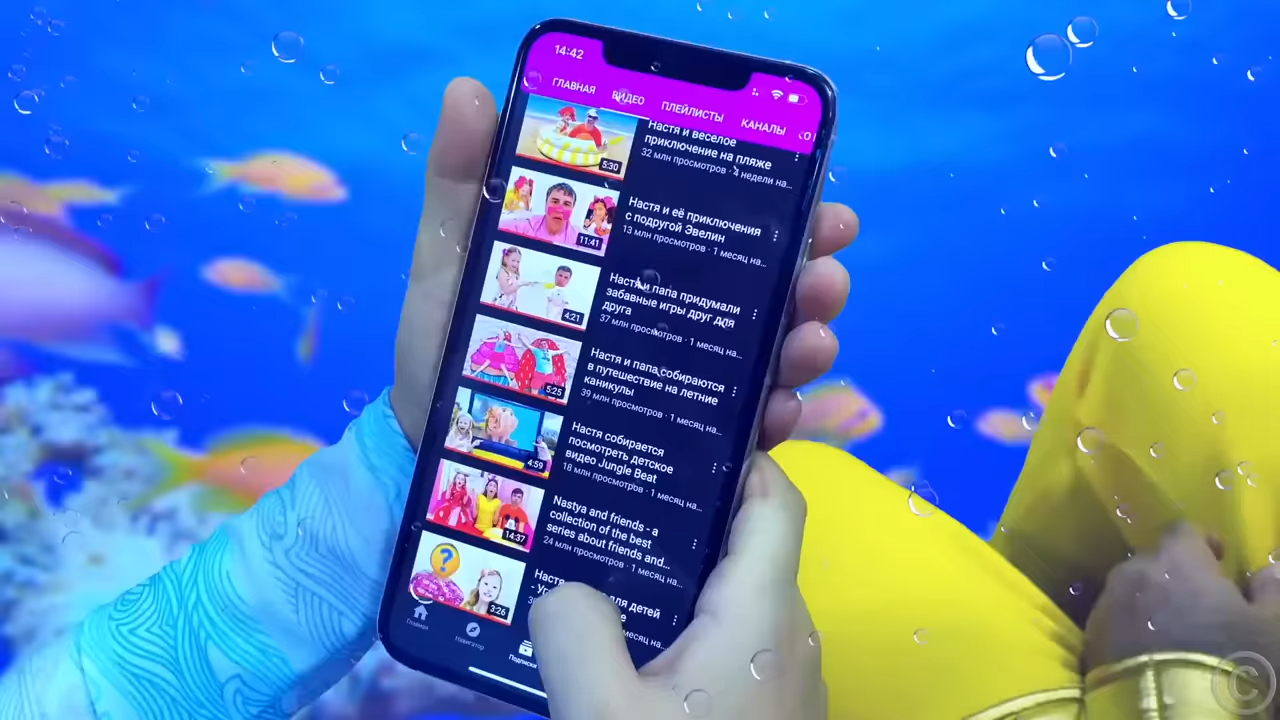 14:42
ГЛАВНАЯ ВИДЕО ПЛЕЙЛИСТЫ КАНАЛЫ
Настя и веселое
приключение на пляже
32 млн просмотров · 4 недели на...
5:30
Настя и её приключения
с подругой Эвелин
13 млн просмотров · 1 месяц на...
11:41
Настя и папа придумали
забавные игры друг для
друга
37 млн просмотров · 1 месяц на...
4:21
Настя и папа собираются
в путешествие на летние
каникулы
39 млн просмотров · 1 месяц на...
5:25
Настя собирается
посмотреть детское
видео Jungle Beat
18 млн просмотров · 1 месяц на...
4:59
Nastya and friends - a
collection of the best
series about friends and...
24 млн просмотров · 1 месяц на...
14:37
для детей
?
3:26
Главная
Навигатор
Подписки
©